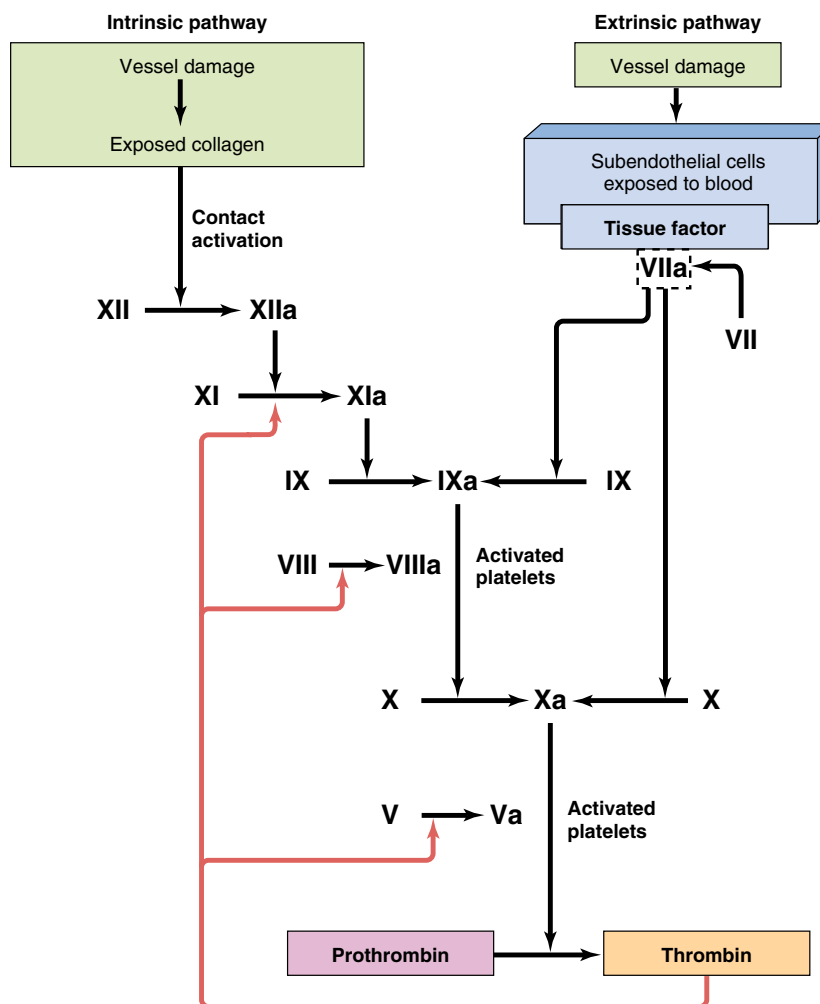 Intrinsic pathway
Extrinsic pathway
Vessel damage
Exposed collagen
Vessel damage
Subendothelial cells
exposed to blood
Tissue factor
Contact
activation
VIIa
VII
XII
XIIa
XI
XIa
IX
IXa
IX
VIII
VIIIa
Activated
platelets
X
Xa
X
V
Va
Activated
platelets
Prothrombin
Thrombin